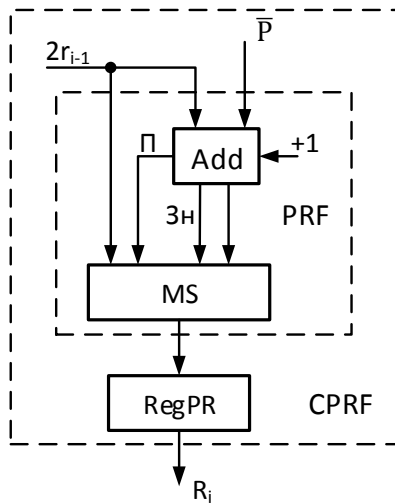 P̅
2rᵢ₋₁
+1
П
Add
Зн
PRF
MS
RegPR
CPRF
Rᵢ